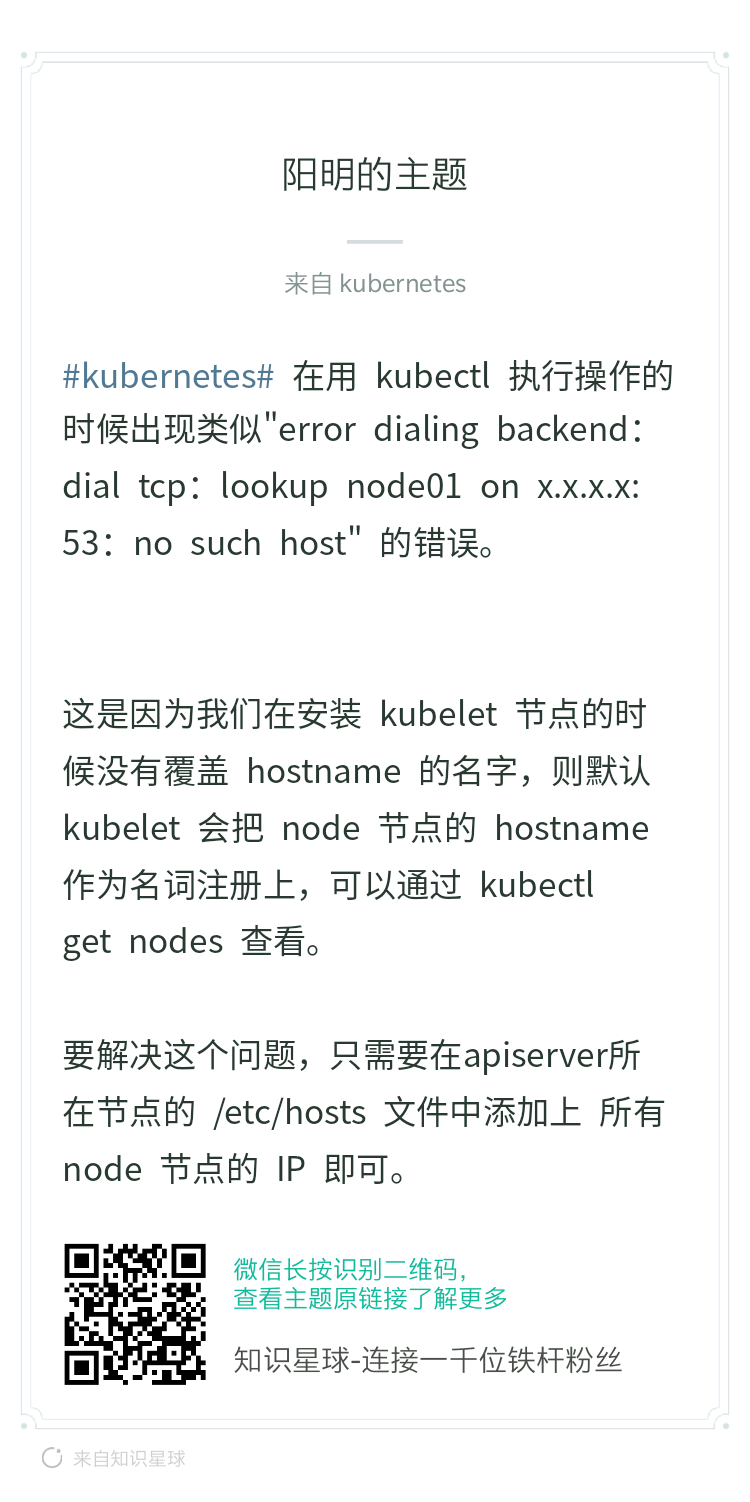 阳明的主题
来自 kubernetes
#kubernetes# 在用 kubectl 执行操作的
时候出现类似"error dialing backend：
dial tcp：lookup node01 on x.x.x.x:
53：no such host" 的错误。
这是因为我们在安装 kubelet 节点的时
候没有覆盖 hostname 的名字，则默认
kubelet 会把 node 节点的 hostname
作为名词注册上，可以通过 kubectl
get nodes 查看。
要解决这个问题，只需要在apiserver所
在节点的 /etc/hosts 文件中添加上 所有
node 节点的 IP 即可。
微信长按识别二维码，
查看主题原链接了解更多
知识星球-连接一千位铁杆粉丝
来自知识星球